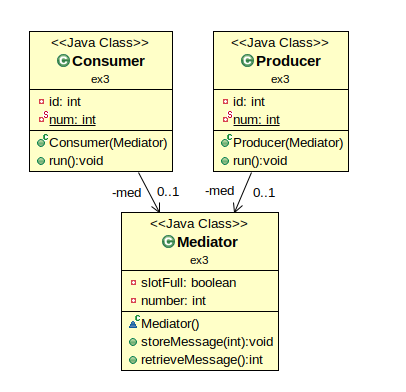 <<Java Class>>
Consumer
ex3
id: int
num: int
Consumer(Mediator)
run():void
<<Java Class>>
Producer
ex3
id: int
num: int
Producer(Mediator)
run():void
-med 0..1
-med 0..1
<<Java Class>>
Mediator
ex3
slotFull: boolean
number: int
Mediator()
storeMessage(int):void
retrieveMessage():int